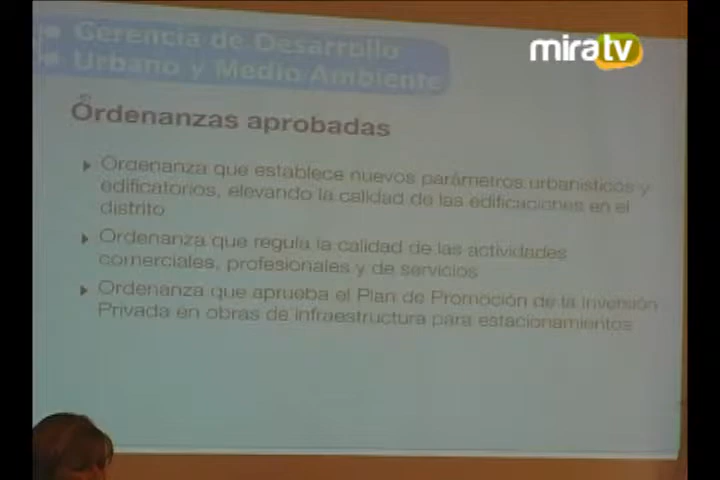 miratv
Gerencia de Desarrollo
Urbano y Medio Ambiente
Ordenanzas aprobadas
Ordenanza que establece nuevos parámetros urbanísticos y
edificatorios, elevando la calidad de las edificaciones en el
distrito
Ordenanza que regula la calidad de las actividades
comerciales, profesionales y de servicios
Ordenanza que aprueba el Plan de Promoción de la Inversión
Privada en obras de infraestructura para estacionamientos